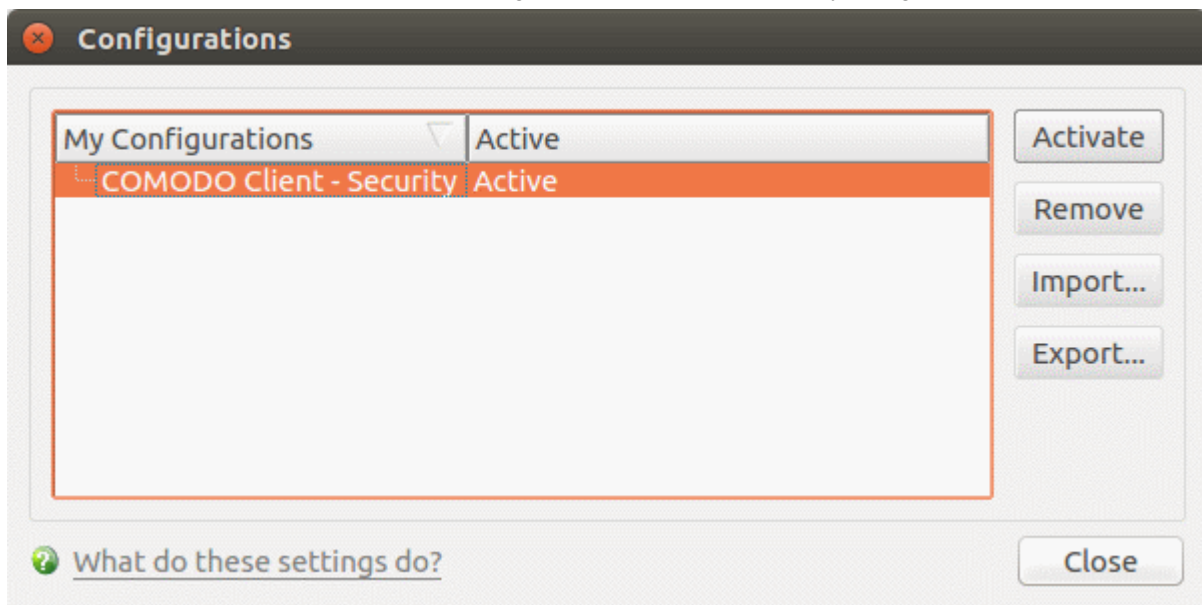 Configurations
My Configurations Active
COMODO Client - Security Active
Activate
Remove
Import...
Export...
What do these settings do?
Close